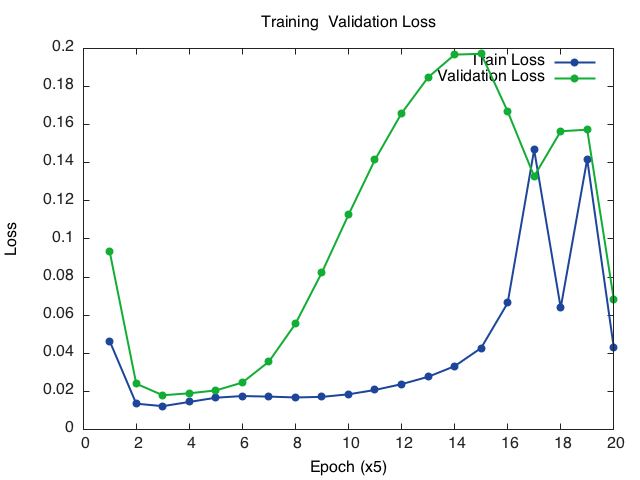 Training  Validation Loss
Train Loss
Validation Loss
0.2
0.18
0.16
0.14
0.12
0.1
0.08
0.06
0.04
0.02
0
Loss
0 2 4 6 8 10 12 14 16 18 20
Epoch (x5)